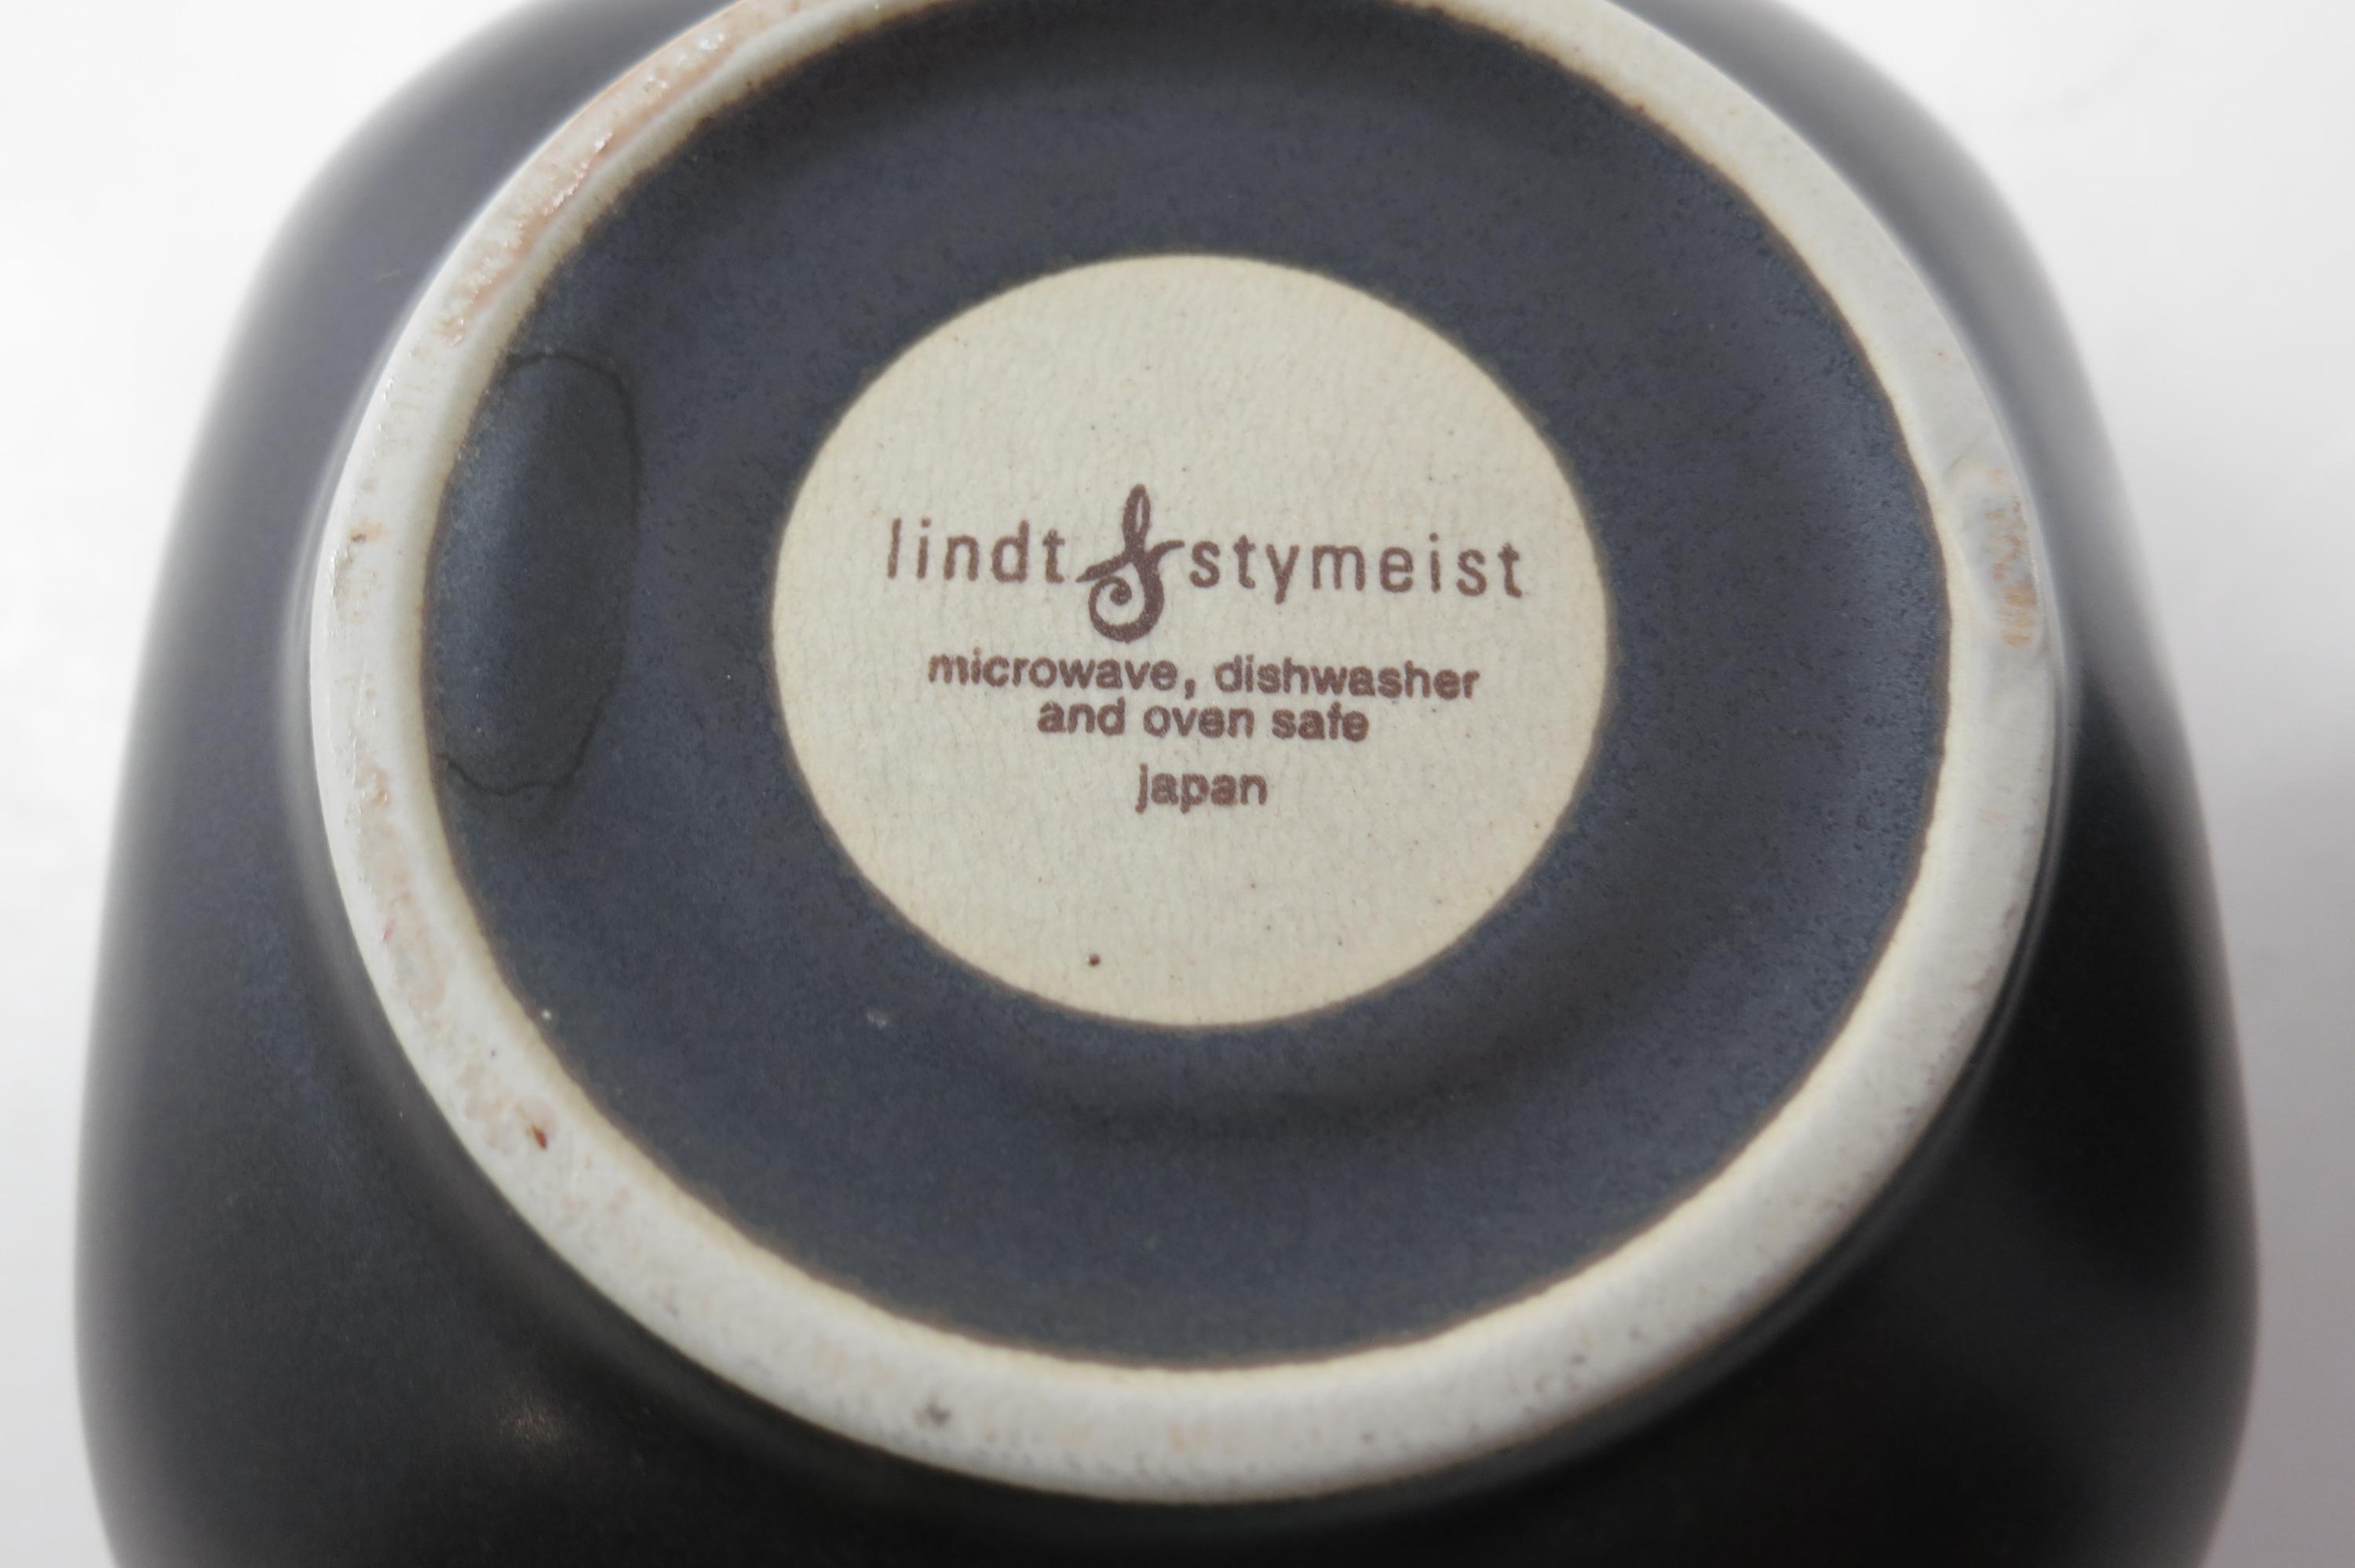 lindt & stymeist
microwave, dishwasher
and oven safe
japan